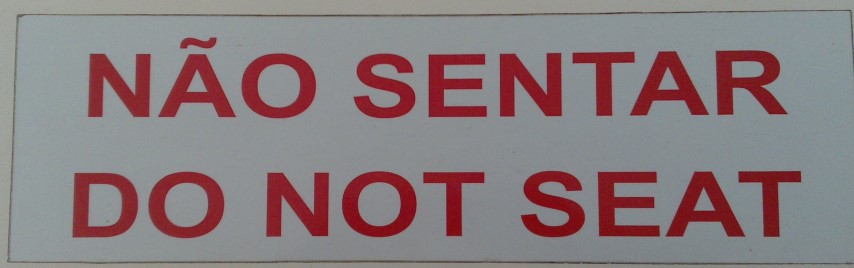 NÃO SENTAR
DO NOT SEAT